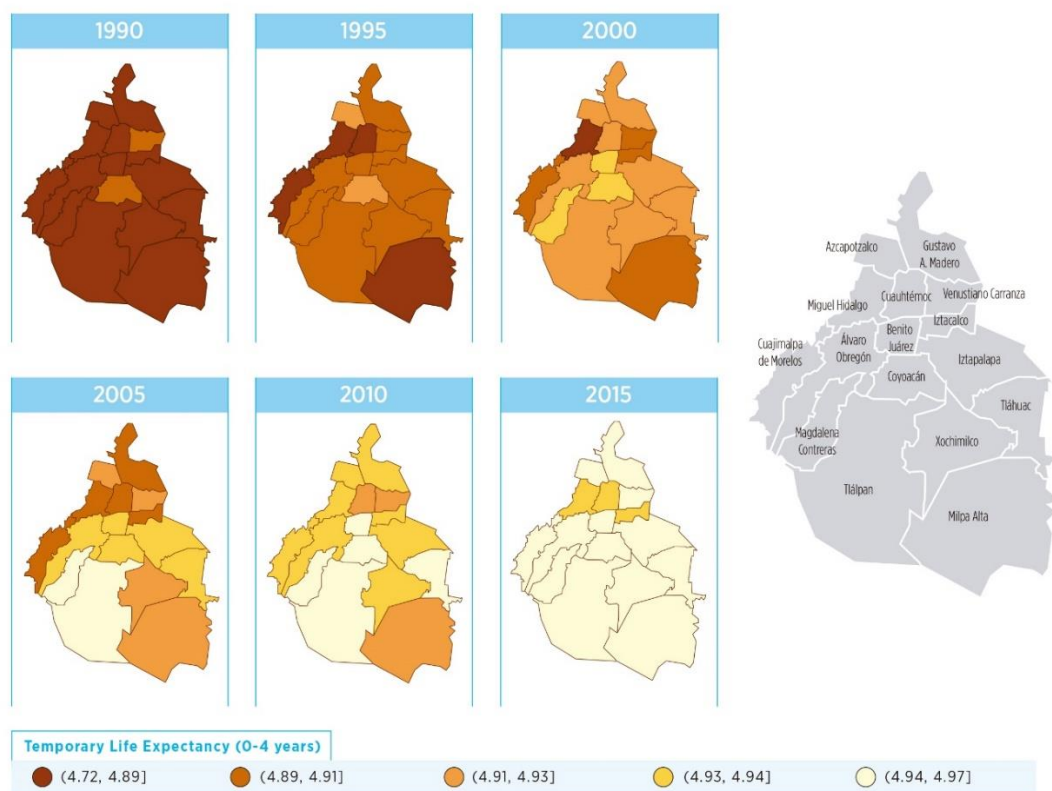 1990
1995
2000
Azcapotzalco
Gustavo
A. Madero
Miguel Hidalgo
Cuauhtémoc
Venustiano Carranza
Iztacalco
Cuajimalpa
de Morelos
Álvaro
Obregón
Benito
Juárez
Iztapalapa
Coyoacán
Tláhuac
Magdalena
Contreras
Xochimilco
Tlálpan
Milpa Alta
2005
2010
2015
Temporary Life Expectancy (0-4 years)
(4.72, 4.89]
(4.89, 4.91]
(4.91, 4.93]
(4.93, 4.94]
(4.94, 4.97]